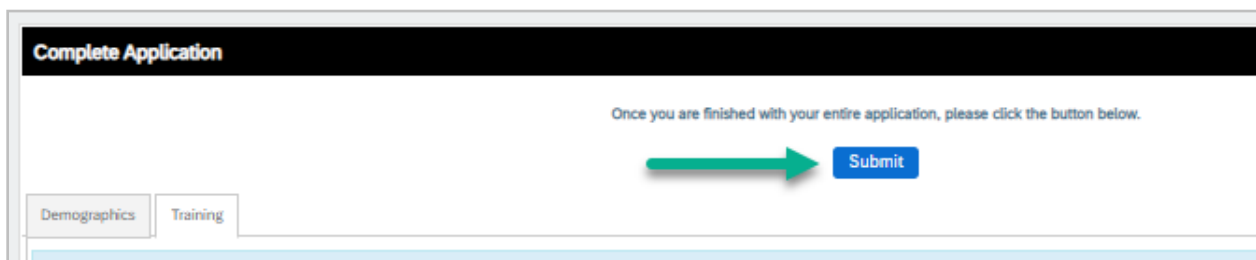 Complete Application
Once you are finished with your entire application, please click the button below.
Submit
Demographics
Training